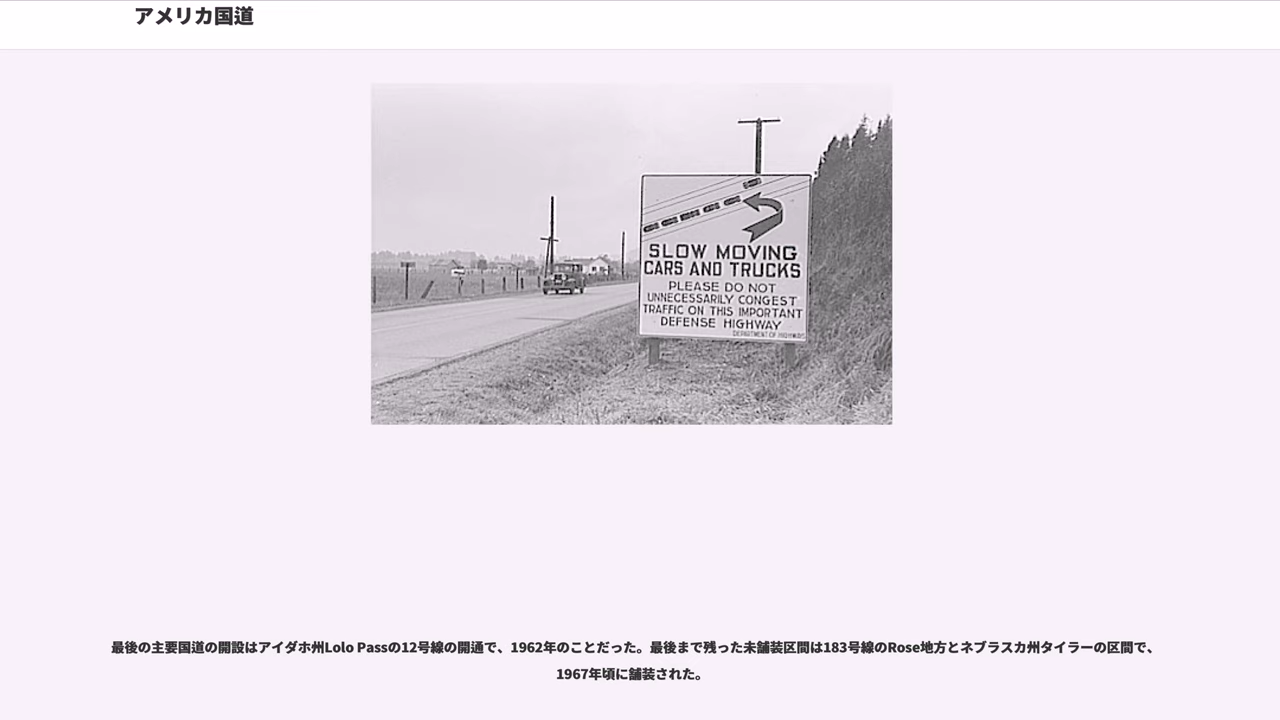 アメリカ国道
SLOW MOVING
CARS AND TRUCKS
PLEASE DO NOT
UNNECESSARILY CONGEST
TRAFFIC ON THIS IMPORTANT
DEFENSE HIGHWAY
DEPARTMENT OF HIGHWAYS
最後の主要国道の開設はアイダホ州Lolo Passの12号線の開通で、1962年のことだった。最後まで残った未舗装区間は183号線のRose地方とネブラスカ州タイラーの区間で、
1967年頃に舗装された。